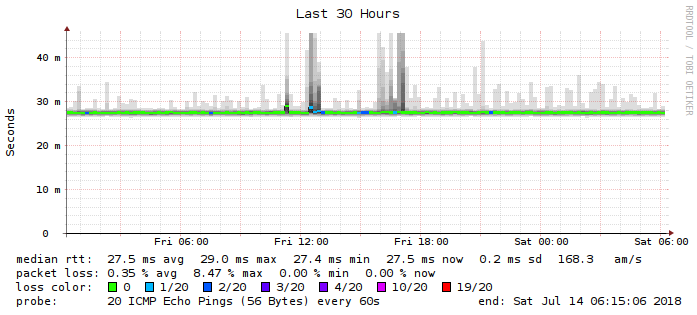 Last 30 Hours
RRDTOOL / TOBI OETIKER
Seconds
40 m
30 m
20 m
10 m
0
Fri 06:00 Fri 12:00 Fri 18:00 Sat 00:00 Sat 06:00
median rtt: 27.5 ms avg 29.0 ms max 27.4 ms min 27.5 ms now 0.2 ms sd 168.3 am/s
packet loss: 0.35 % avg 8.47 % max 0.00 % min 0.00 % now
loss color: 0 1/20 2/20 3/20 4/20 10/20 19/20
probe: 20 ICMP Echo Pings (56 Bytes) every 60s end: Sat Jul 14 06:15:06 2018